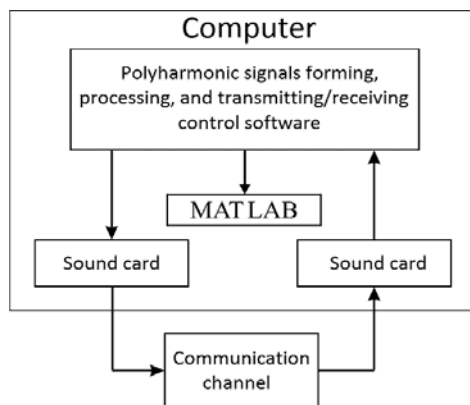 Computer
Polyharmonic signals forming,
processing, and transmitting/receiving
control software
MATLAB
Sound card
Sound card
Communication
channel